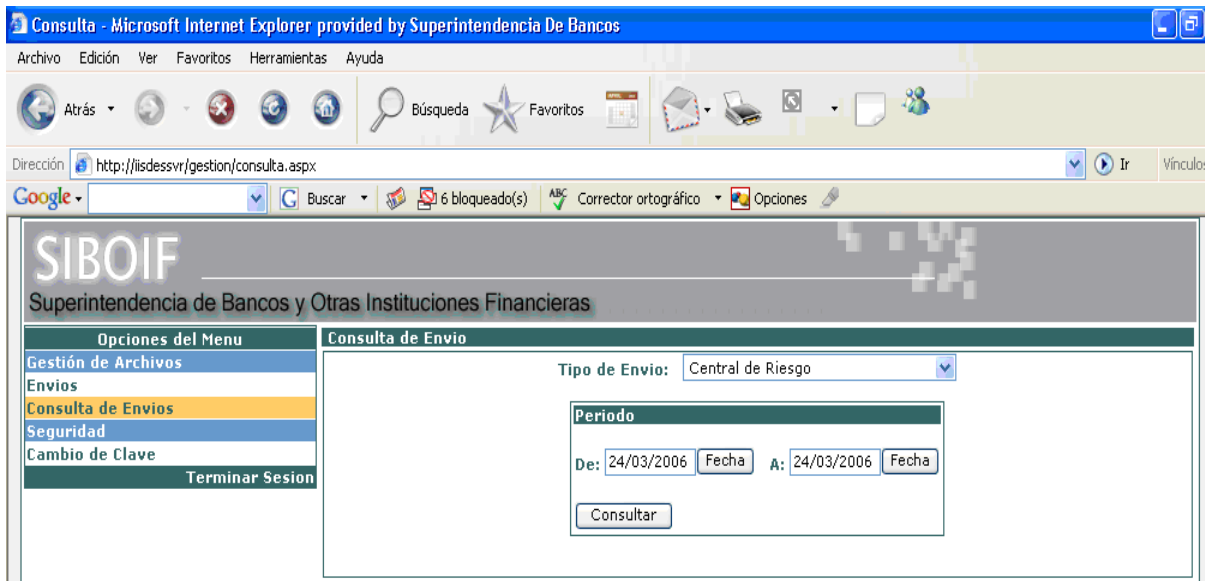 Consulta - Microsoft Internet Explorer provided by Superintendencia De Bancos
Archivo Edición Ver Favoritos Herramientas Ayuda
Atrás Búsqueda Favoritos
Dirección http://iisdessvr/gestion/consulta.aspx Ir Vínculos
Google Buscar 6 bloqueado(s) ABC Corrector ortográfico Opciones
SIBOIF
Superintendencia de Bancos y Otras Instituciones Financieras
Opciones del Menu
Gestión de Archivos
Envios
Consulta de Envios
Seguridad
Cambio de Clave
Terminar Sesion
Consulta de Envio
Tipo de Envio: Central de Riesgo
Periodo
De: 24/03/2006 Fecha A: 24/03/2006 Fecha
Consultar